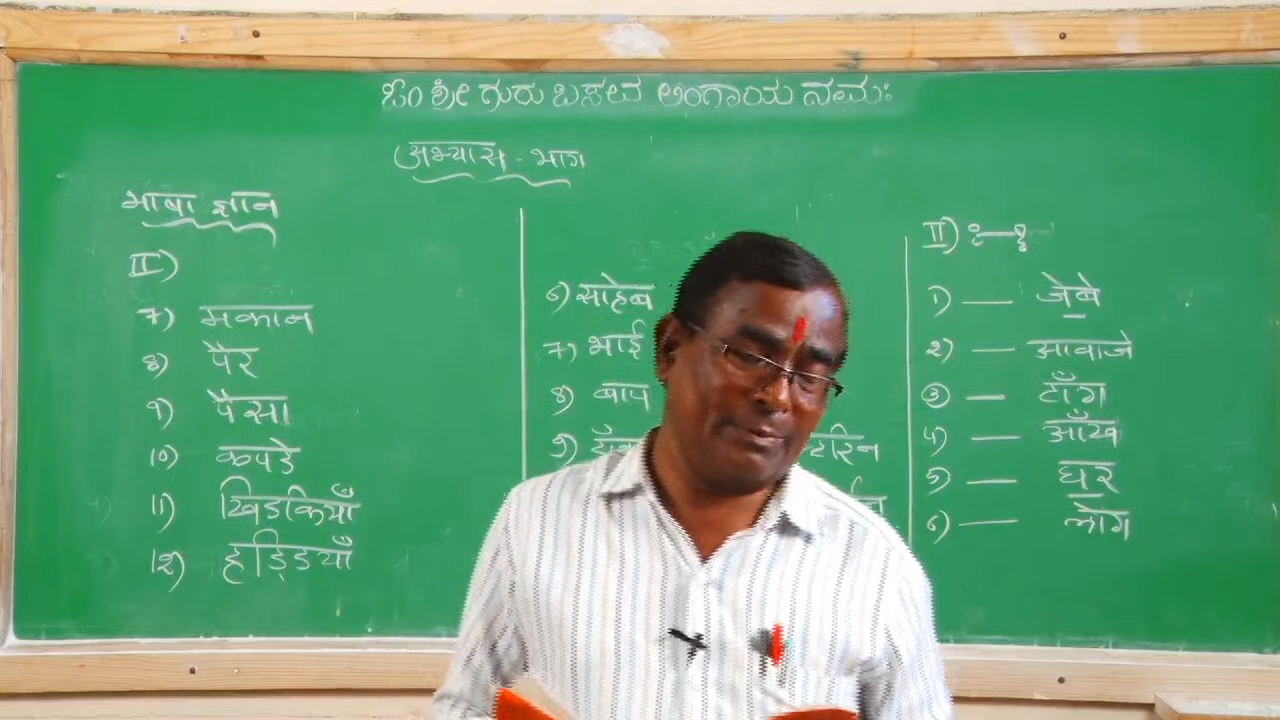 ಓಂ ಶ್ರೀ ಗುರು ಬಸವ ಲಿಂಗಾಯ ನಮಃ
अभ्यास - भाग
भाषा ज्ञान
II)
7) मकान
8) पैर
9) पैसा
10) कपडे
11) खिडकियाँ
12) हड्डियाँ
6) साहेब
7) भाई
8) बाप
9)
II) :—:
1) — जेबे
2) — आवाजे
3) — टाँग
4) — आँख
5) — घर
6) — लोग